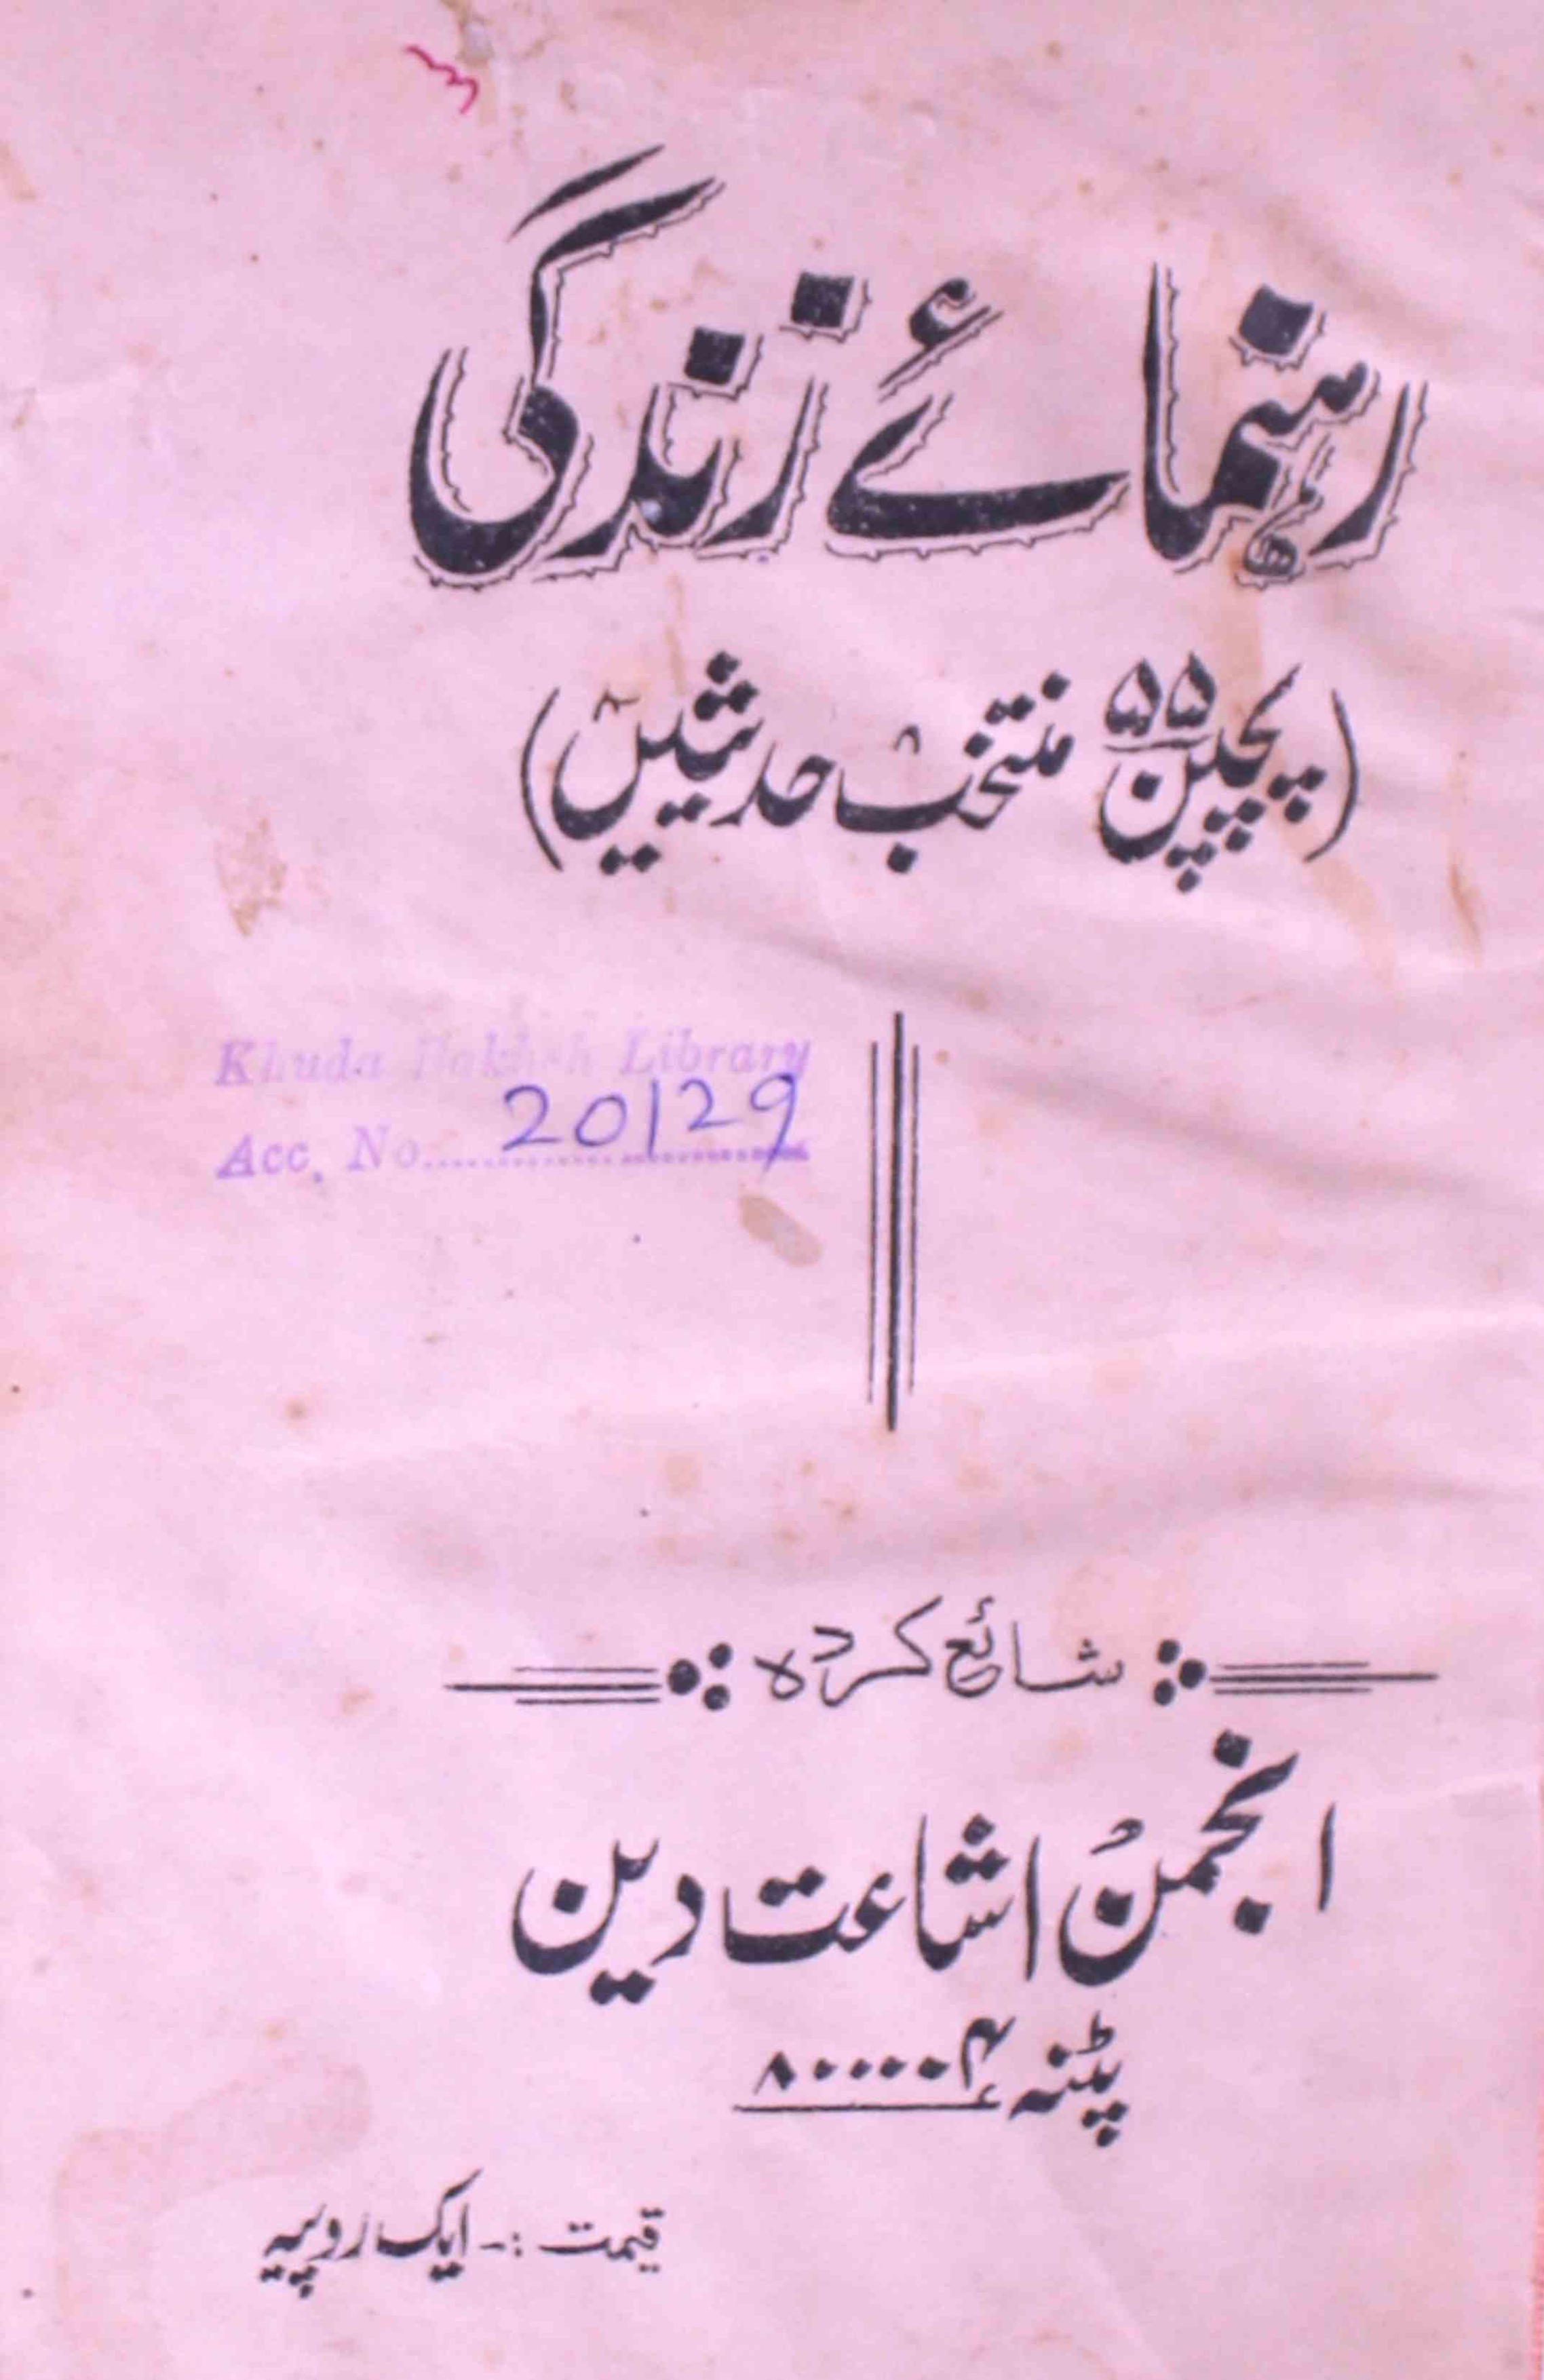 رہنمائے زندگی
(پچپن ۵۵ منتخب حدیثیں)
Khuda Bakhsh Library
Acc. No. 20129
شائع کردہ
انجمن اشاعت دین
پٹنہ ۸۰۰۰۰۴
قیمت :- ایک روپیہ